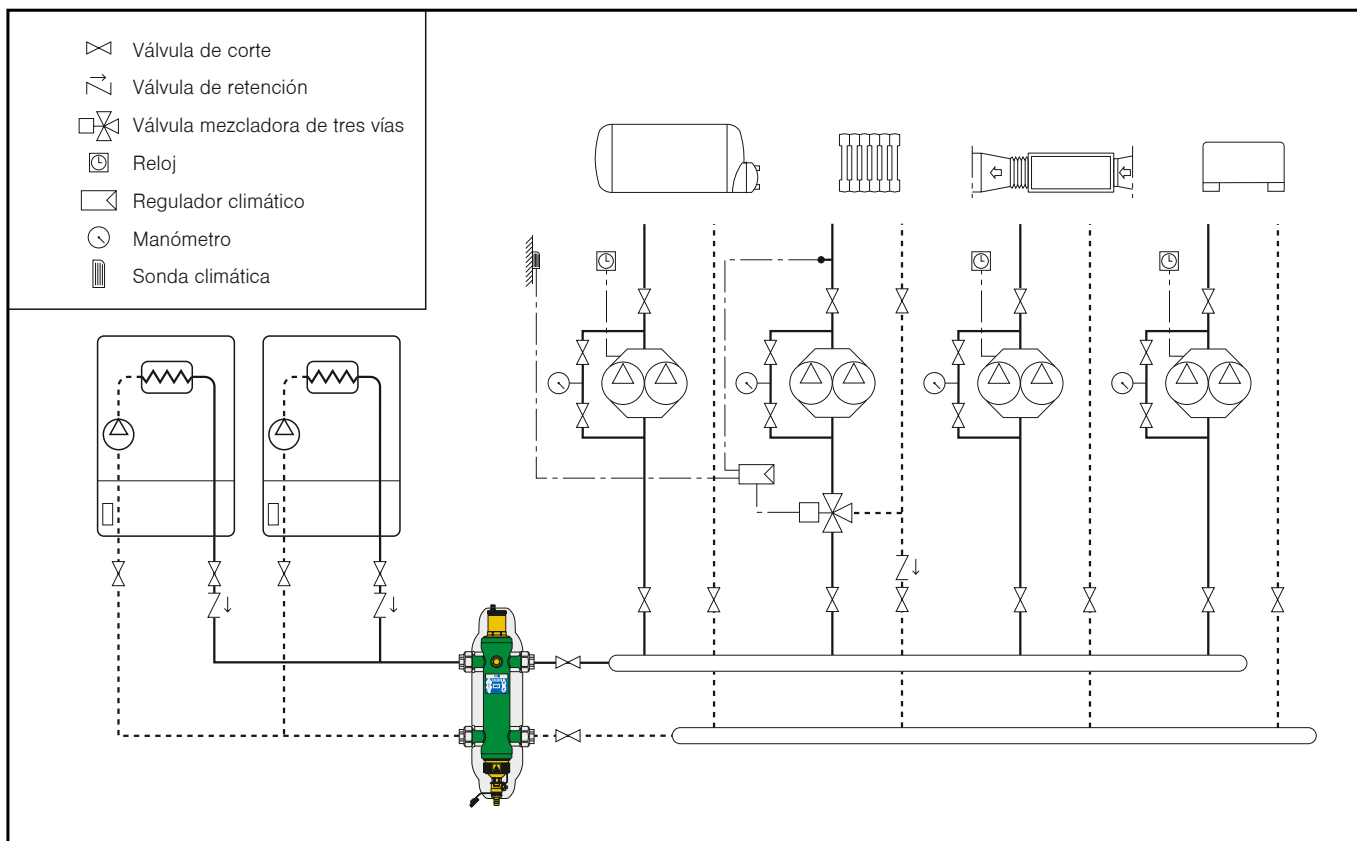 Válvula de corte
Válvula de retención
Válvula mezcladora de tres vías
Reloj
Regulador climático
Manómetro
Sonda climática